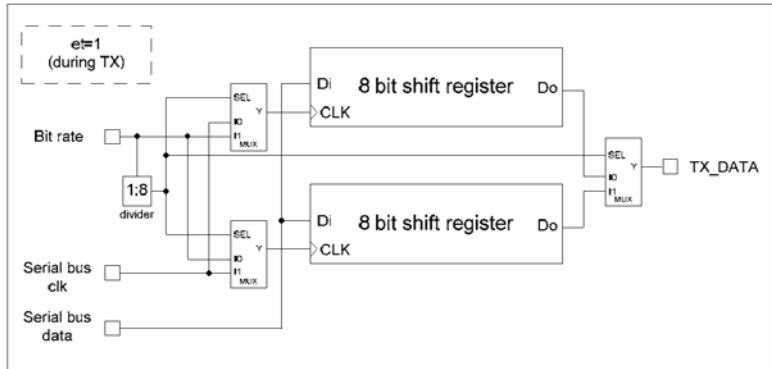 et=1
(during TX)
Di
8 bit shift register
Do
CLK
SEL
I0
I1
Y
MUX
Bit rate
1:8
divider
SEL
I0
I1
Y
MUX
TX_DATA
Di
8 bit shift register
Do
CLK
SEL
I0
I1
Y
MUX
Serial bus
clk
Serial bus
data